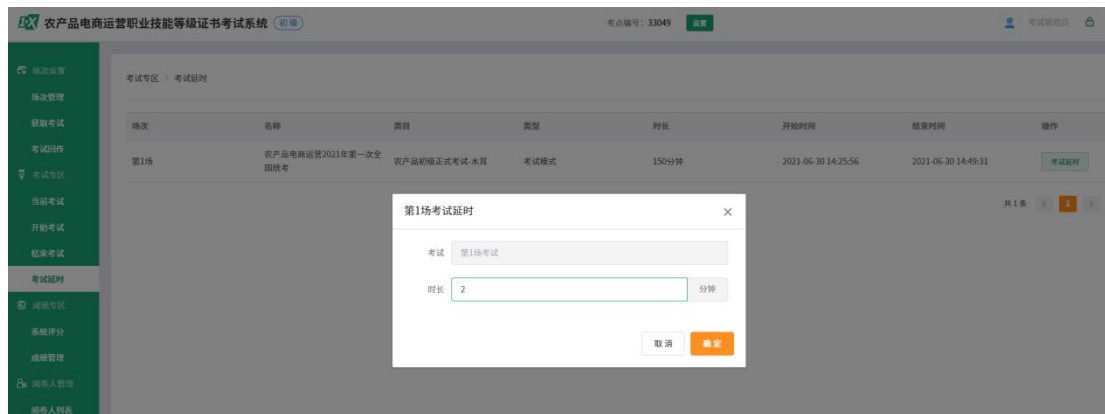 农产品电商运营职业技能等级证书考试系统 初级 考点编号：33049 设置 考试管理员
场次设置
场次管理
获取考试
考试回传
考试专区
当前考试
开始考试
结束考试
考试延时
成绩专区
系统评分
成绩管理
阅卷人管理
阅卷人列表
考试专区 > 考试延时
场次 名称 类目 类型 时长 开始时间 结束时间 操作
第1场 农产品电商运营2021年第一次全国统考 农产品初级正式考试-木耳 考试模式 150分钟 2021-06-30 14:25:56 2021-06-30 14:49:31 考试延时
共1条 < 1 >
第1场考试延时 ×
考试 第1场考试
时长 2 分钟
取消 确定